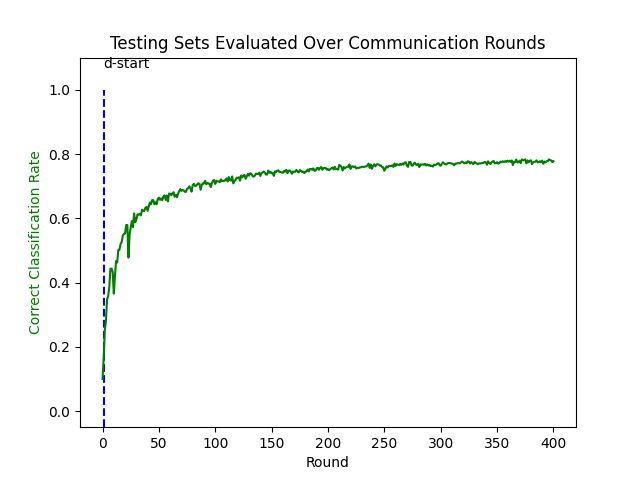 Testing Sets Evaluated Over Communication Rounds
d-start
Correct Classification Rate
1.0
0.8
0.6
0.4
0.2
0.0
0 50 100 150 200 250 300 350 400
Round